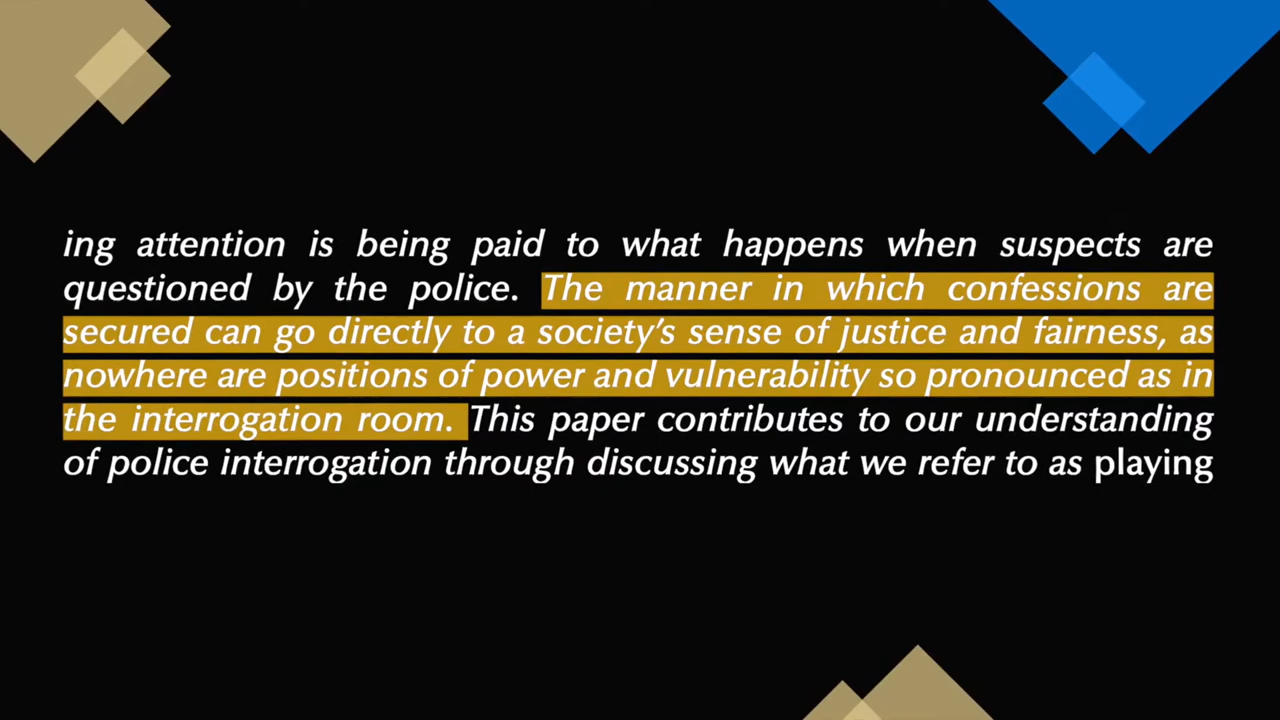 ing attention is being paid to what happens when suspects are
questioned by the police. The manner in which confessions are
secured can go directly to a society’s sense of justice and fairness, as
nowhere are positions of power and vulnerability so pronounced as in
the interrogation room. This paper contributes to our understanding
of police interrogation through discussing what we refer to as playing